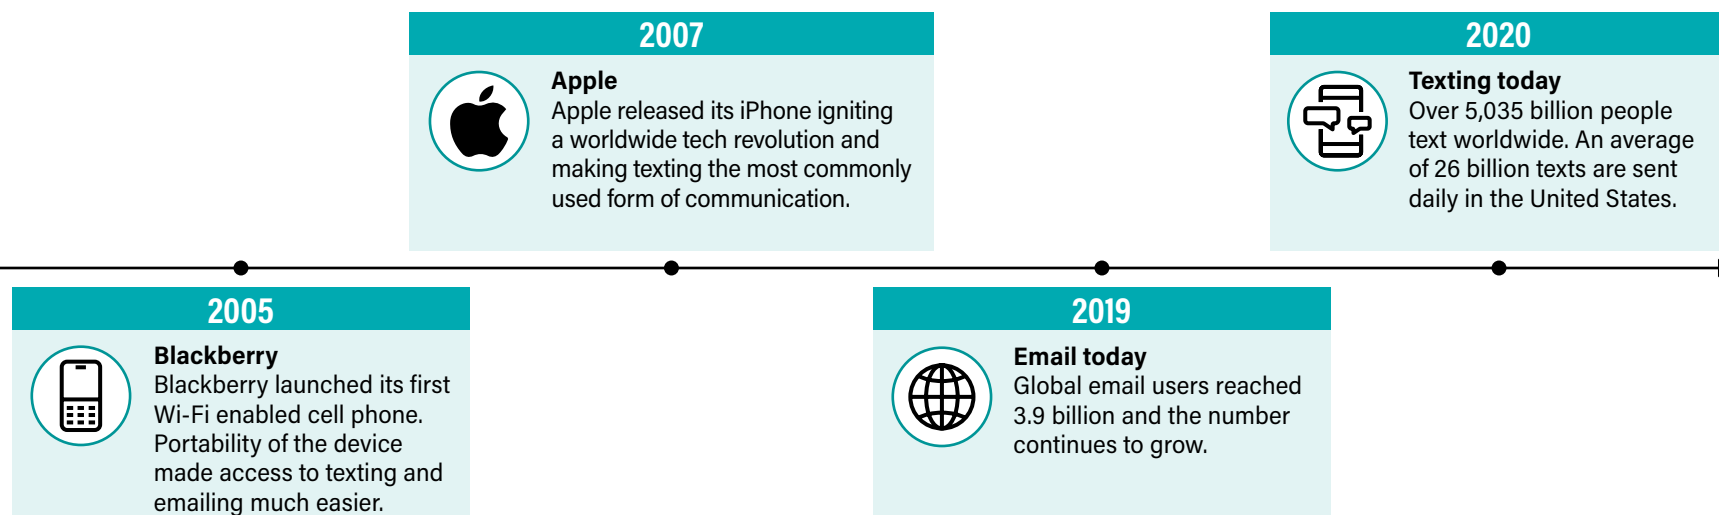 2007
Apple
Apple released its iPhone igniting
a worldwide tech revolution and
making texting the most commonly
used form of communication.
2020
Texting today
Over 5,035 billion people
text worldwide. An average
of 26 billion texts are sent
daily in the United States.
2005
Blackberry
Blackberry launched its first
Wi-Fi enabled cell phone.
Portability of the device
made access to texting and
emailing much easier.
2019
Email today
Global email users reached
3.9 billion and the number
continues to grow.